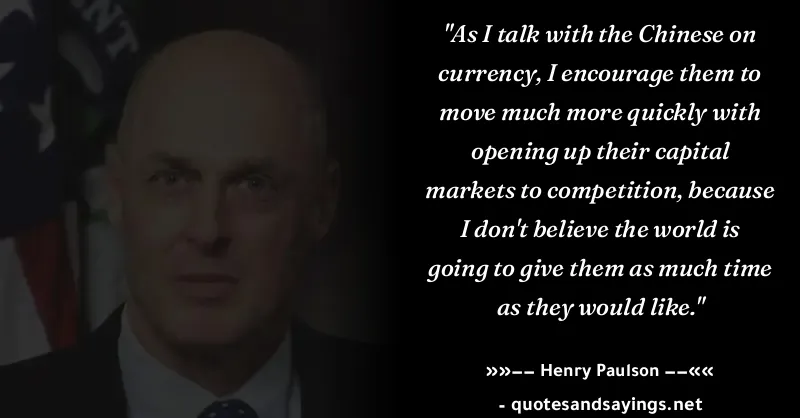 NT
"As I talk with the Chinese on
currency, I encourage them to
move much more quickly with
opening up their capital
markets to competition, because
I don't believe the world is
going to give them as much time
as they would like."
»»–– Henry Paulson ––««
- quotesandsayings.net